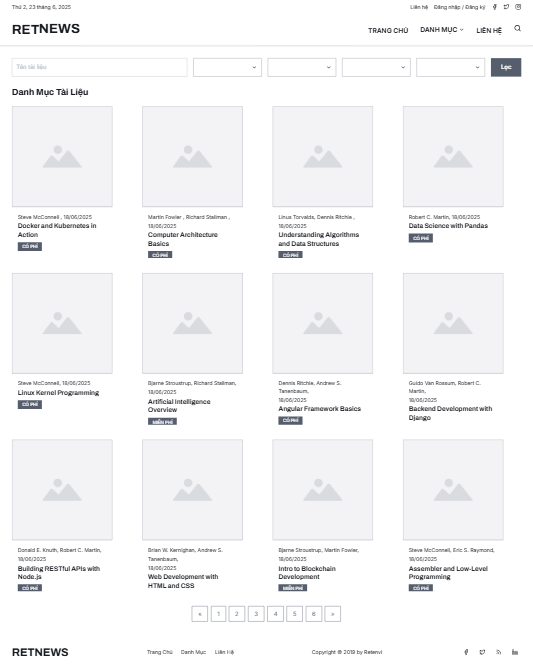 Thứ 2, 23 tháng 6, 2025
Liên hệ Đăng nhập / Đăng ký
RETNEWS
TRANG CHỦ DANH MỤC LIÊN HỆ
Tên tài liệu
Lọc
Danh Mục Tài Liệu
Steve McConnell , 18/06/2025
Docker and Kubernetes in
Action
CÓ PHÍ
Martin Fowler , Richard Stallman ,
18/06/2025
Computer Architecture
Basics
CÓ PHÍ
Linus Torvalds, Dennis Ritchie ,
18/06/2025
Understanding Algorithms
and Data Structures
CÓ PHÍ
Robert C. Martin, 18/06/2025
Data Science with Pandas
CÓ PHÍ
Steve McConnell, 18/06/2025
Linux Kernel Programming
CÓ PHÍ
Bjarne Stroustrup, Richard Stallman,
18/06/2025
Artificial Intelligence
Overview
MIỄN PHÍ
Dennis Ritchie, Andrew S.
Tanenbaum,
18/06/2025
Angular Framework Basics
CÓ PHÍ
Guido Van Rossum, Robert C.
Martin,
18/06/2025
Backend Development with
Django
Donald E. Knuth, Robert C. Martin,
18/06/2025
Building RESTful APIs with
Node.js
CÓ PHÍ
Brian W. Kernighan, Andrew S.
Tanenbaum,
18/06/2025
Web Development with
HTML and CSS
Bjarne Stroustrup, Martin Fowler,
18/06/2025
Intro to Blockchain
Development
MIỄN PHÍ
Steve McConnell, Eric S. Raymond,
18/06/2025
Assembler and Low-Level
Programming
CÓ PHÍ
« 1 2 3 4 5 6 »
RETNEWS
Trang Chủ Danh Mục Liên Hệ
Copyright © 2019 by Retenvi